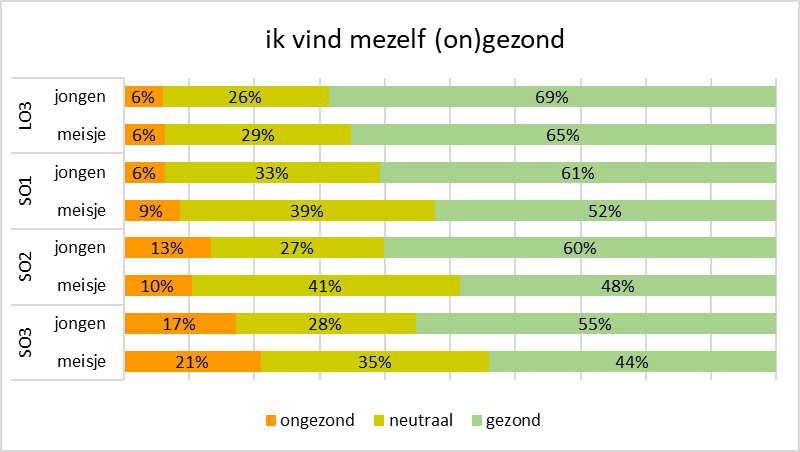 ik vind mezelf (on)gezond
LO3
jongen 6% 26% 69%
meisje 6% 29% 65%
SO1
jongen 6% 33% 61%
meisje 9% 39% 52%
SO2
jongen 13% 27% 60%
meisje 10% 41% 48%
SO3
jongen 17% 28% 55%
meisje 21% 35% 44%
ongezond neutraal gezond